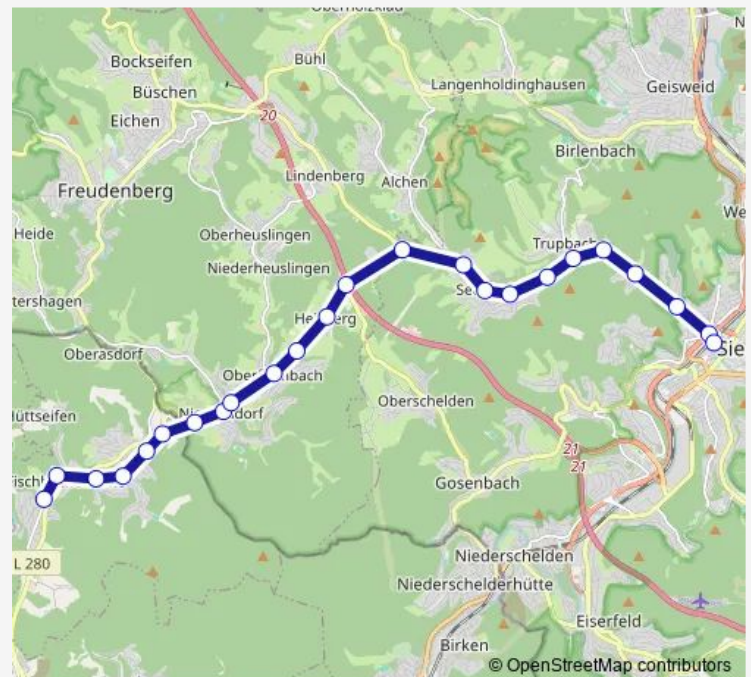 Bockseifen
Bühl
Büschen
Langenholdinghausen
Geisweid
20
Eichen
Birlenbach
Lindenberg
Alchen
Freudenberg
Heide
Oberheuslingen
Trupbach
Niederheuslingen
Oberasdorf
Oberschelden
21
21
Gosenbach
L 280
Niederschelden
Niederschelderhütte
Eiserfeld
Birken
© OpenStreetMap contributors